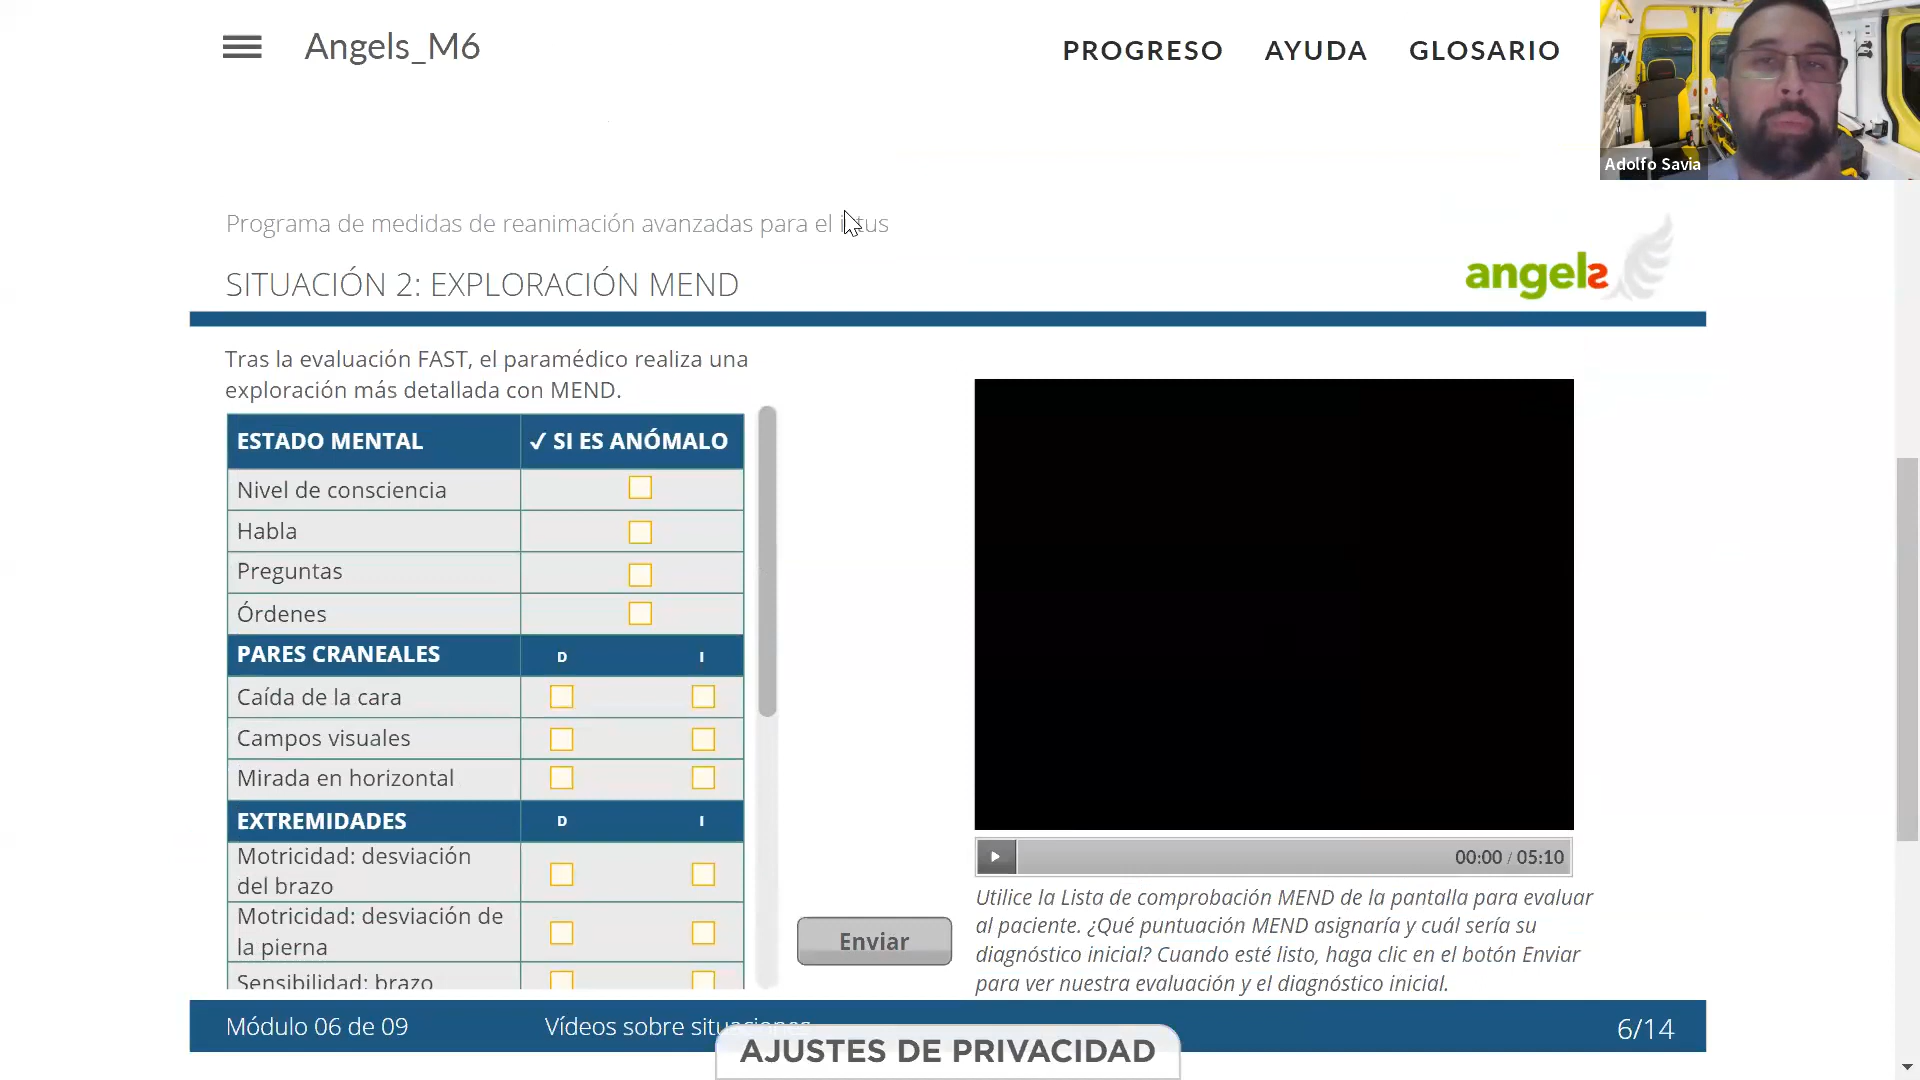 Angels_M6
PROGRESO AYUDA GLOSARIO
Adolfo Savia
Programa de medidas de reanimación avanzadas para el ictus
SITUACIÓN 2: EXPLORACIÓN MEND
angels
Tras la evaluación FAST, el paramédico realiza una
exploración más detallada con MEND.
ESTADO MENTAL ✓ SI ES ANÓMALO
Nivel de consciencia
Habla
Preguntas
Órdenes
PARES CRANEALES D I
Caída de la cara
Campos visuales
Mirada en horizontal
EXTREMIDADES D I
Motricidad: desviación
del brazo
Motricidad: desviación de
la pierna
Sensibilidad: brazo
Enviar
00:00 / 05:10
Utilice la Lista de comprobación MEND de la pantalla para evaluar
al paciente. ¿Qué puntuación MEND asignaría y cuál sería su
diagnóstico inicial? Cuando esté listo, haga clic en el botón Enviar
para ver nuestra evaluación y el diagnóstico inicial.
Módulo 06 de 09 Vídeos sobre situaciones 6/14
AJUSTES DE PRIVACIDAD